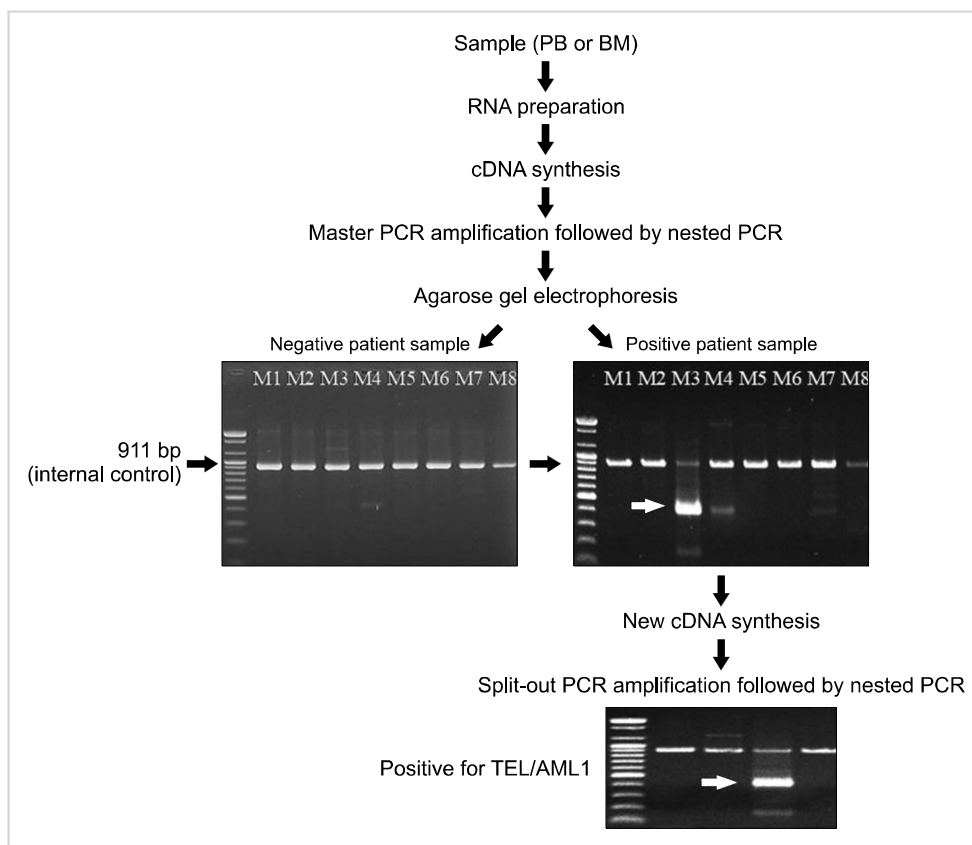 Sample (PB or BM)
RNA preparation
cDNA synthesis
Master PCR amplification followed by nested PCR
Agarose gel electrophoresis
Negative patient sample
Positive patient sample
M1 M2 M3 M4 M5 M6 M7 M8
M1 M2 M3 M4 M5 M6 M7 M8
911 bp
(internal control)
New cDNA synthesis
Split-out PCR amplification followed by nested PCR
Positive for TEL/AML1